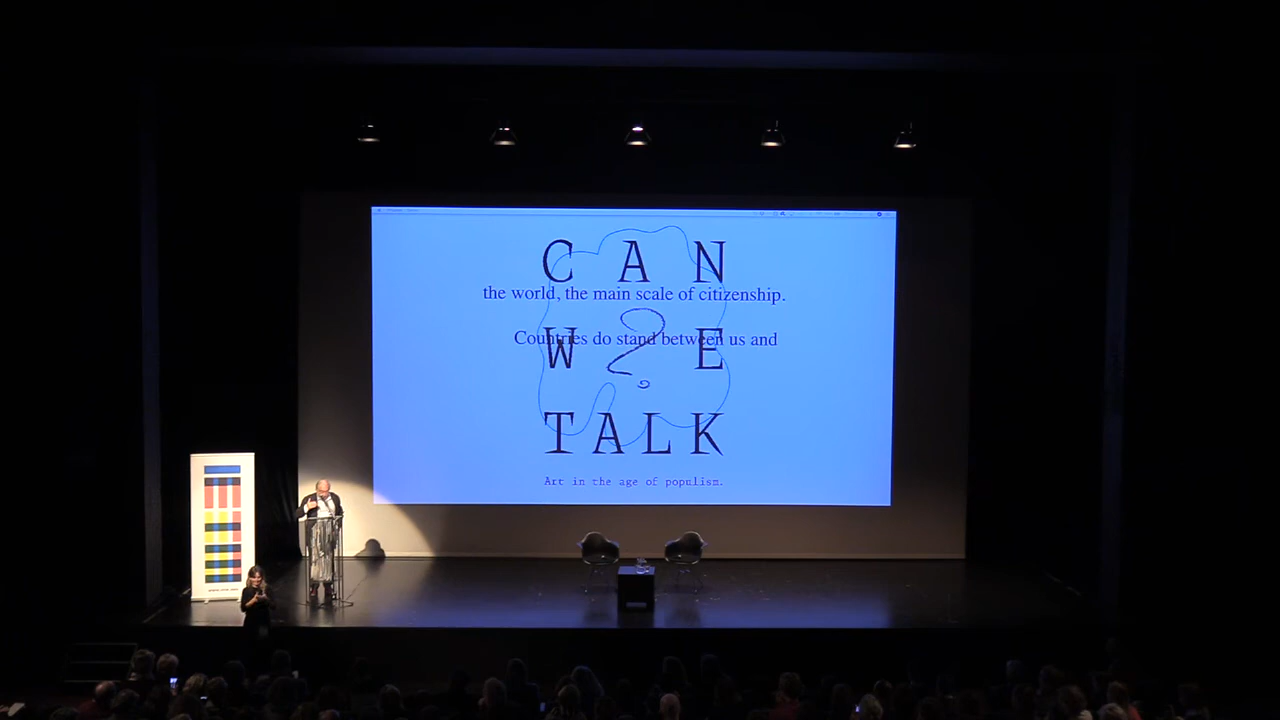 CAN
the world, the main scale of citizenship.
Countries do stand between us and
W ? E
TALK
Art in the age of populism.